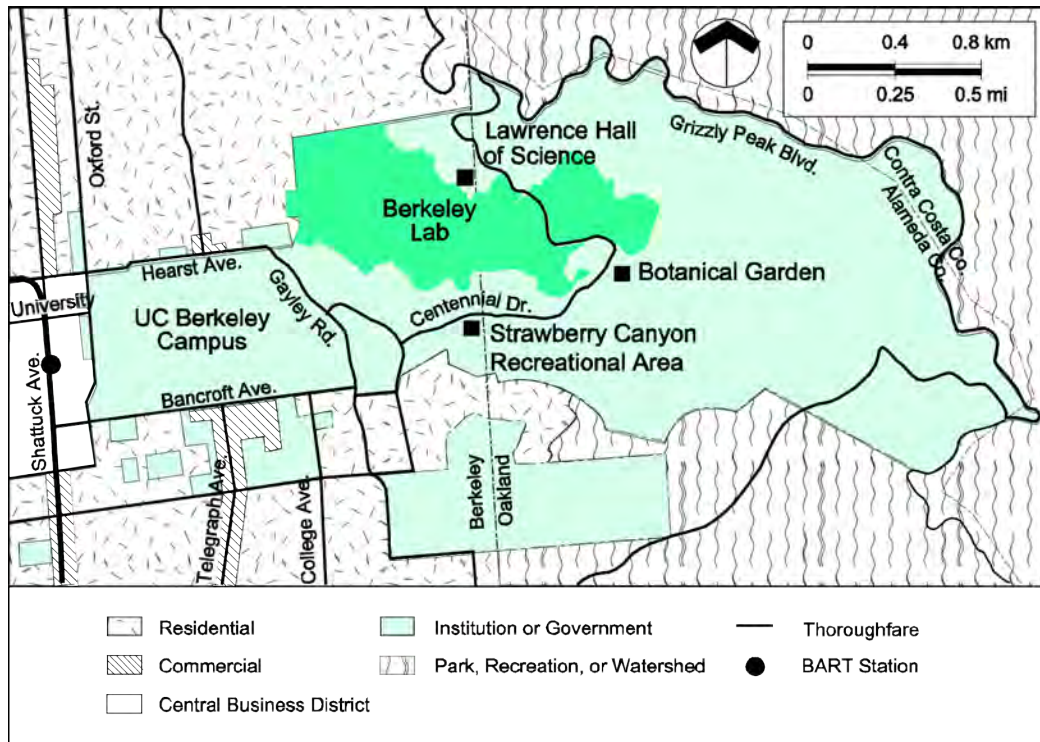 0 0.4 0.8 km
0 0.25 0.5 mi
Oxford St.
Lawrence Hall
of Science
Grizzly Peak Blvd.
Contra Costa Co.
Alameda Co.
Berkeley
Lab
Hearst Ave.
Gayley Rd.
Botanical Garden
University
Centennial Dr.
UC Berkeley
Campus
Strawberry Canyon
Recreational Area
Shattuck Ave.
Bancroft Ave.
Telegraph Ave.
College Ave.
Berkeley
Oakland
Residential
Institution or Government
Thoroughfare
Commercial
Park, Recreation, or Watershed
BART Station
Central Business District